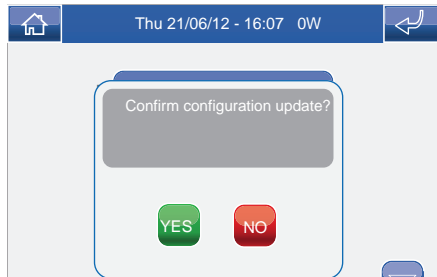 Thu 21/06/12 - 16:07 0W
Confirm configuration update?
YES NO